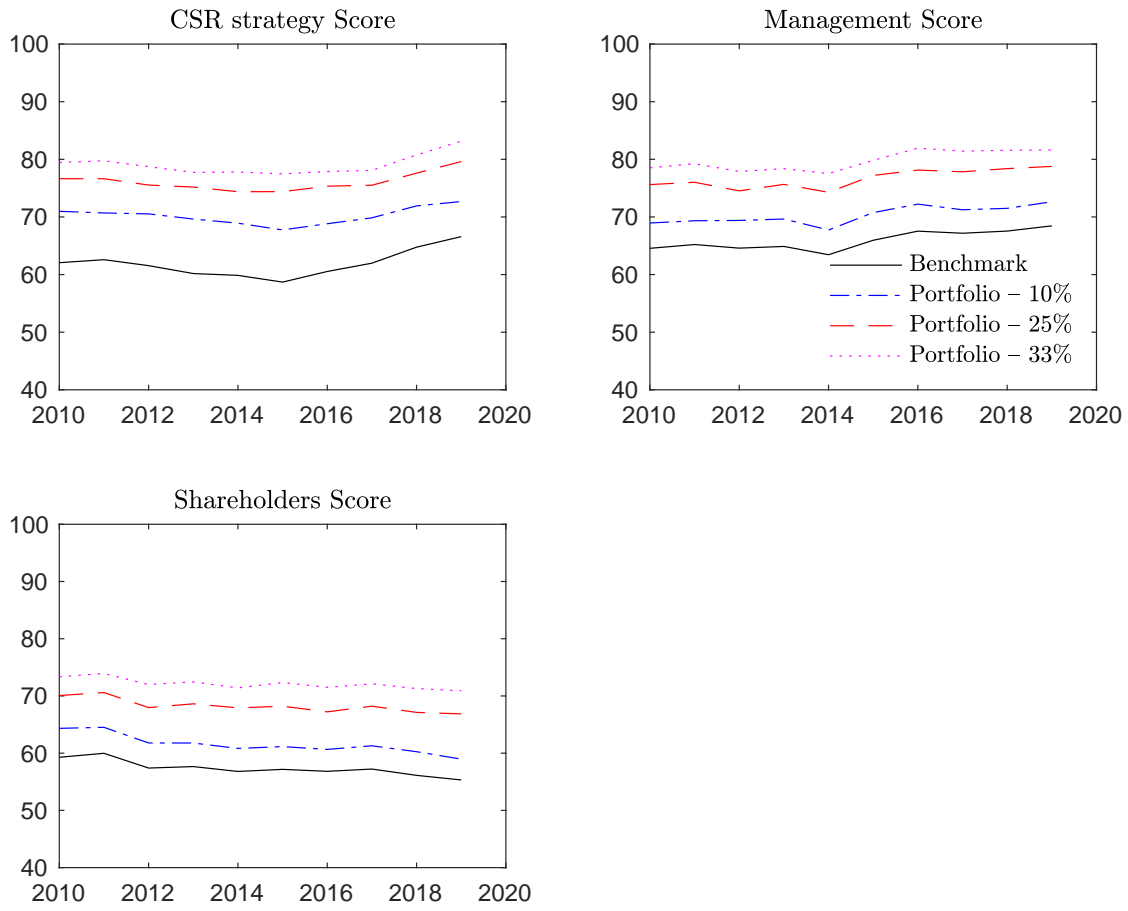 CSR strategy Score
100
90
80
70
60
50
40
2010 2012 2014 2016 2018 2020
Management Score
100
90
80
70
60
50
40
2010 2012 2014 2016 2018 2020
Benchmark
Portfolio – 10%
Portfolio – 25%
Portfolio – 33%
Shareholders Score
100
90
80
70
60
50
40
2010 2012 2014 2016 2018 2020